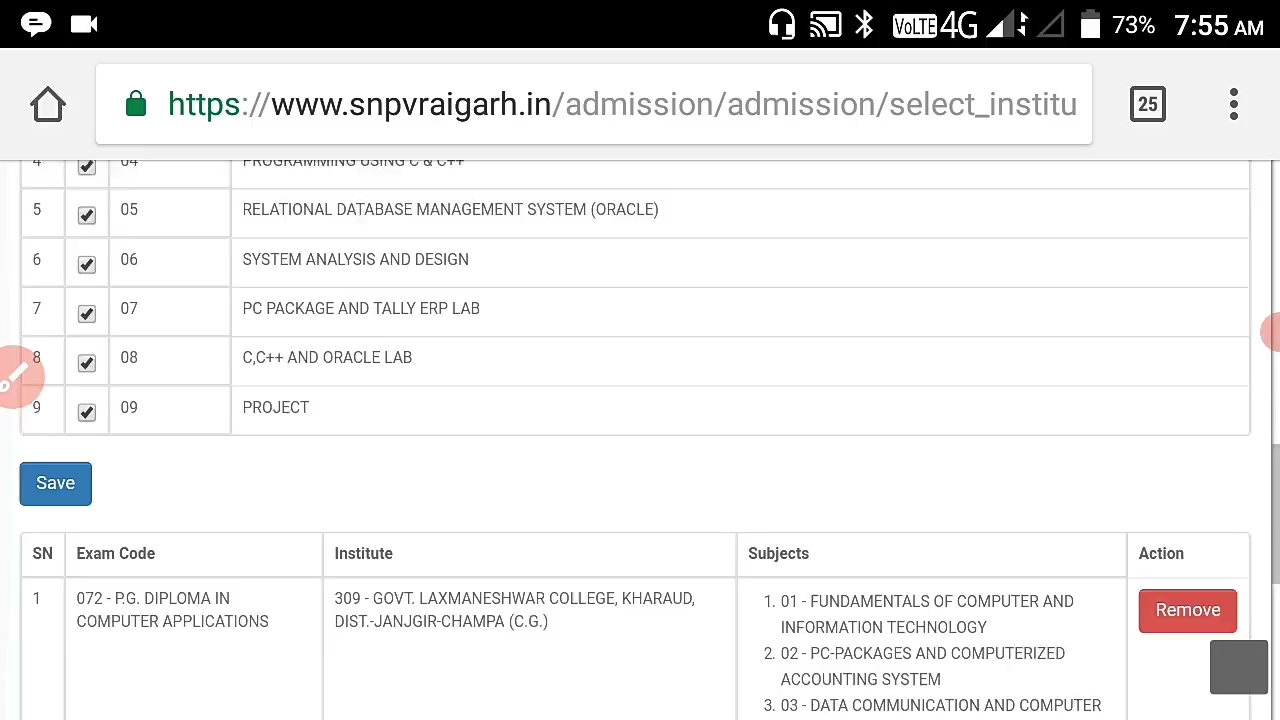 VoLTE 4G 73% 7:55 AM
https://www.snpvraigarh.in/admission/admission/select_institu
25
4 04 PROGRAMMING USING C & C++
5 05 RELATIONAL DATABASE MANAGEMENT SYSTEM (ORACLE)
6 06 SYSTEM ANALYSIS AND DESIGN
7 07 PC PACKAGE AND TALLY ERP LAB
8 08 C,C++ AND ORACLE LAB
9 09 PROJECT
Save
SN Exam Code Institute Subjects Action
1 072 - P.G. DIPLOMA IN
COMPUTER APPLICATIONS
309 - GOVT. LAXMANESHWAR COLLEGE, KHARAUD,
DIST.-JANJGIR-CHAMPA (C.G.)
1. 01 - FUNDAMENTALS OF COMPUTER AND
INFORMATION TECHNOLOGY
2. 02 - PC-PACKAGES AND COMPUTERIZED
ACCOUNTING SYSTEM
3. 03 - DATA COMMUNICATION AND COMPUTER
Remove